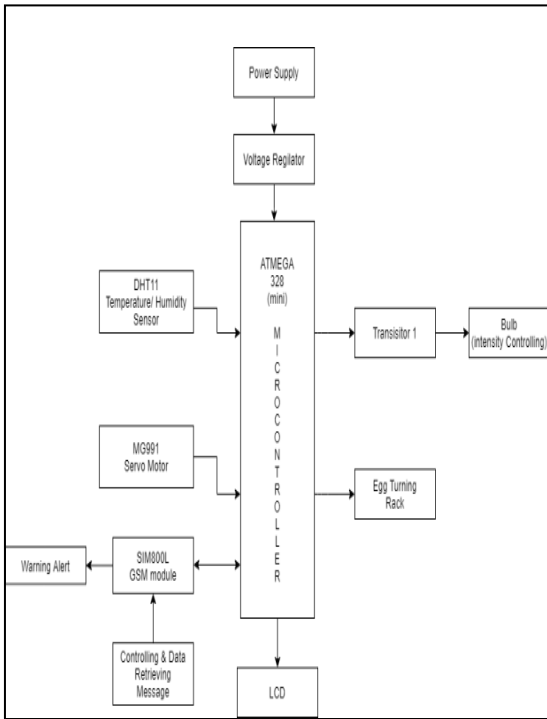 Power Supply
Voltage Regilator
ATMEGA
328
(mini)
M
I
C
R
O
C
O
N
T
R
O
L
L
E
R
DHT11
Temperature/ Humidity
Sensor
Transisitor 1
Bulb
(intensity Controlling)
MG991
Servo Motor
Egg Turning
Rack
Warning Alert
SIM800L
GSM module
Controlling & Data
Retrieving
Message
LCD